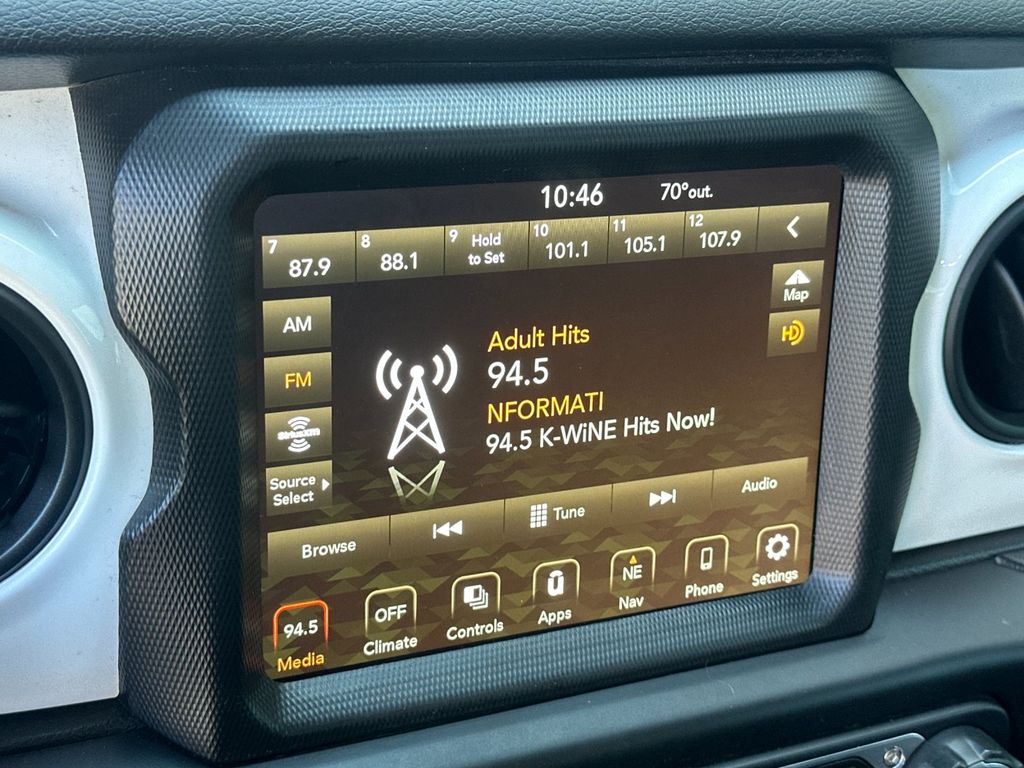 10:46 70°out.
7 87.9
8 88.1
9 Hold
to Set
10 101.1
11 105.1
12 107.9
AM
FM
SiriusXM
Source
Select
Adult Hits
94.5
NFORMATI
94.5 K-WiNE Hits Now!
Map
HD
Browse
Tune
Audio
94.5
Media
OFF
Climate
Controls
Apps
NE
Nav
Phone
Settings